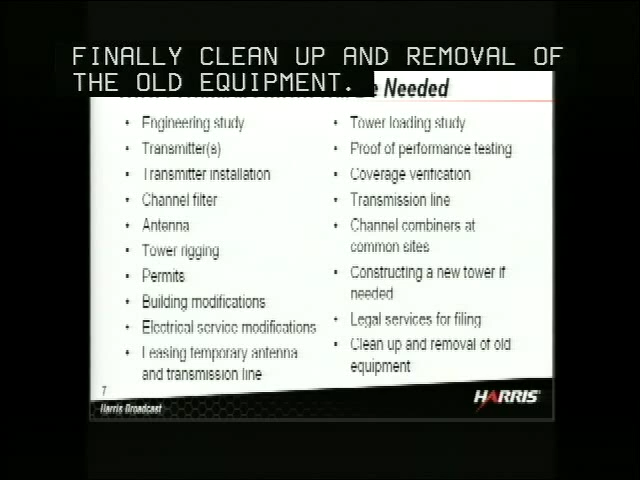 FINALLY CLEAN UP AND REMOVAL OF
THE OLD EQUIPMENT.
Needed
• Engineering study
• Transmitter(s)
• Transmitter installation
• Channel filter
• Antenna
• Tower rigging
• Permits
• Building modifications
• Electrical service modifications
• Leasing temporary antenna
and transmission line
• Tower loading study
• Proof of performance testing
• Coverage verification
• Transmission line
• Channel combiners at
common sites
• Constructing a new tower if
needed
• Legal services for filing
• Clean up and removal of old
equipment
7
Harris Broadcast
HARRIS